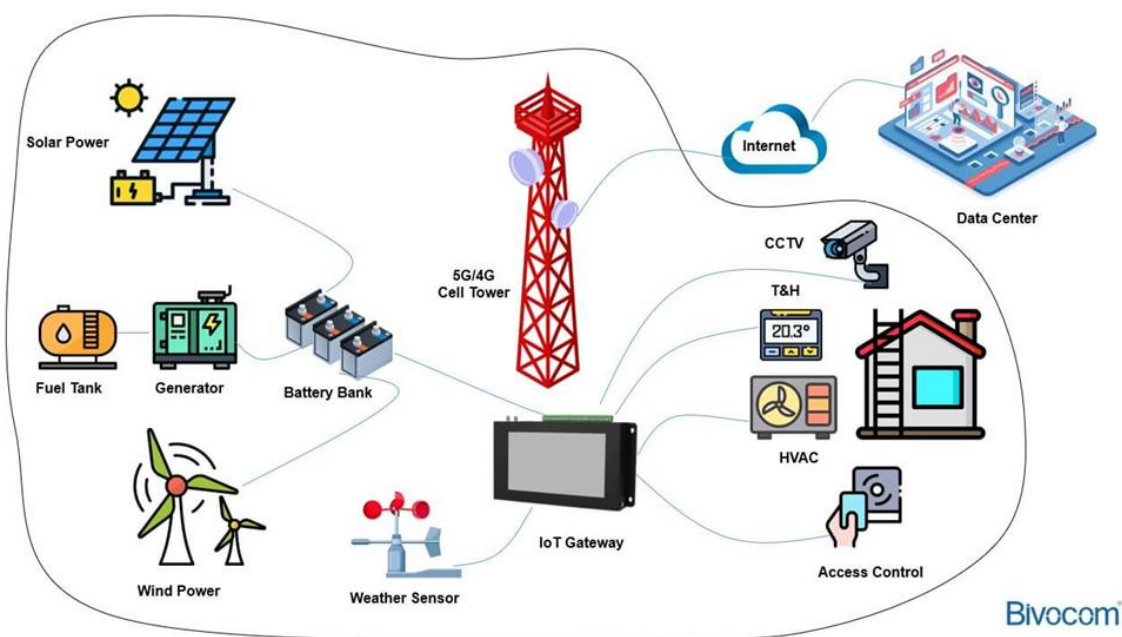 Solar Power
Internet
Data Center
CCTV
5G/4G
Cell Tower
T&H
20.3°
Fuel Tank
Generator
Battery Bank
HVAC
IoT Gateway
Access Control
Wind Power
Weather Sensor
Bivocom